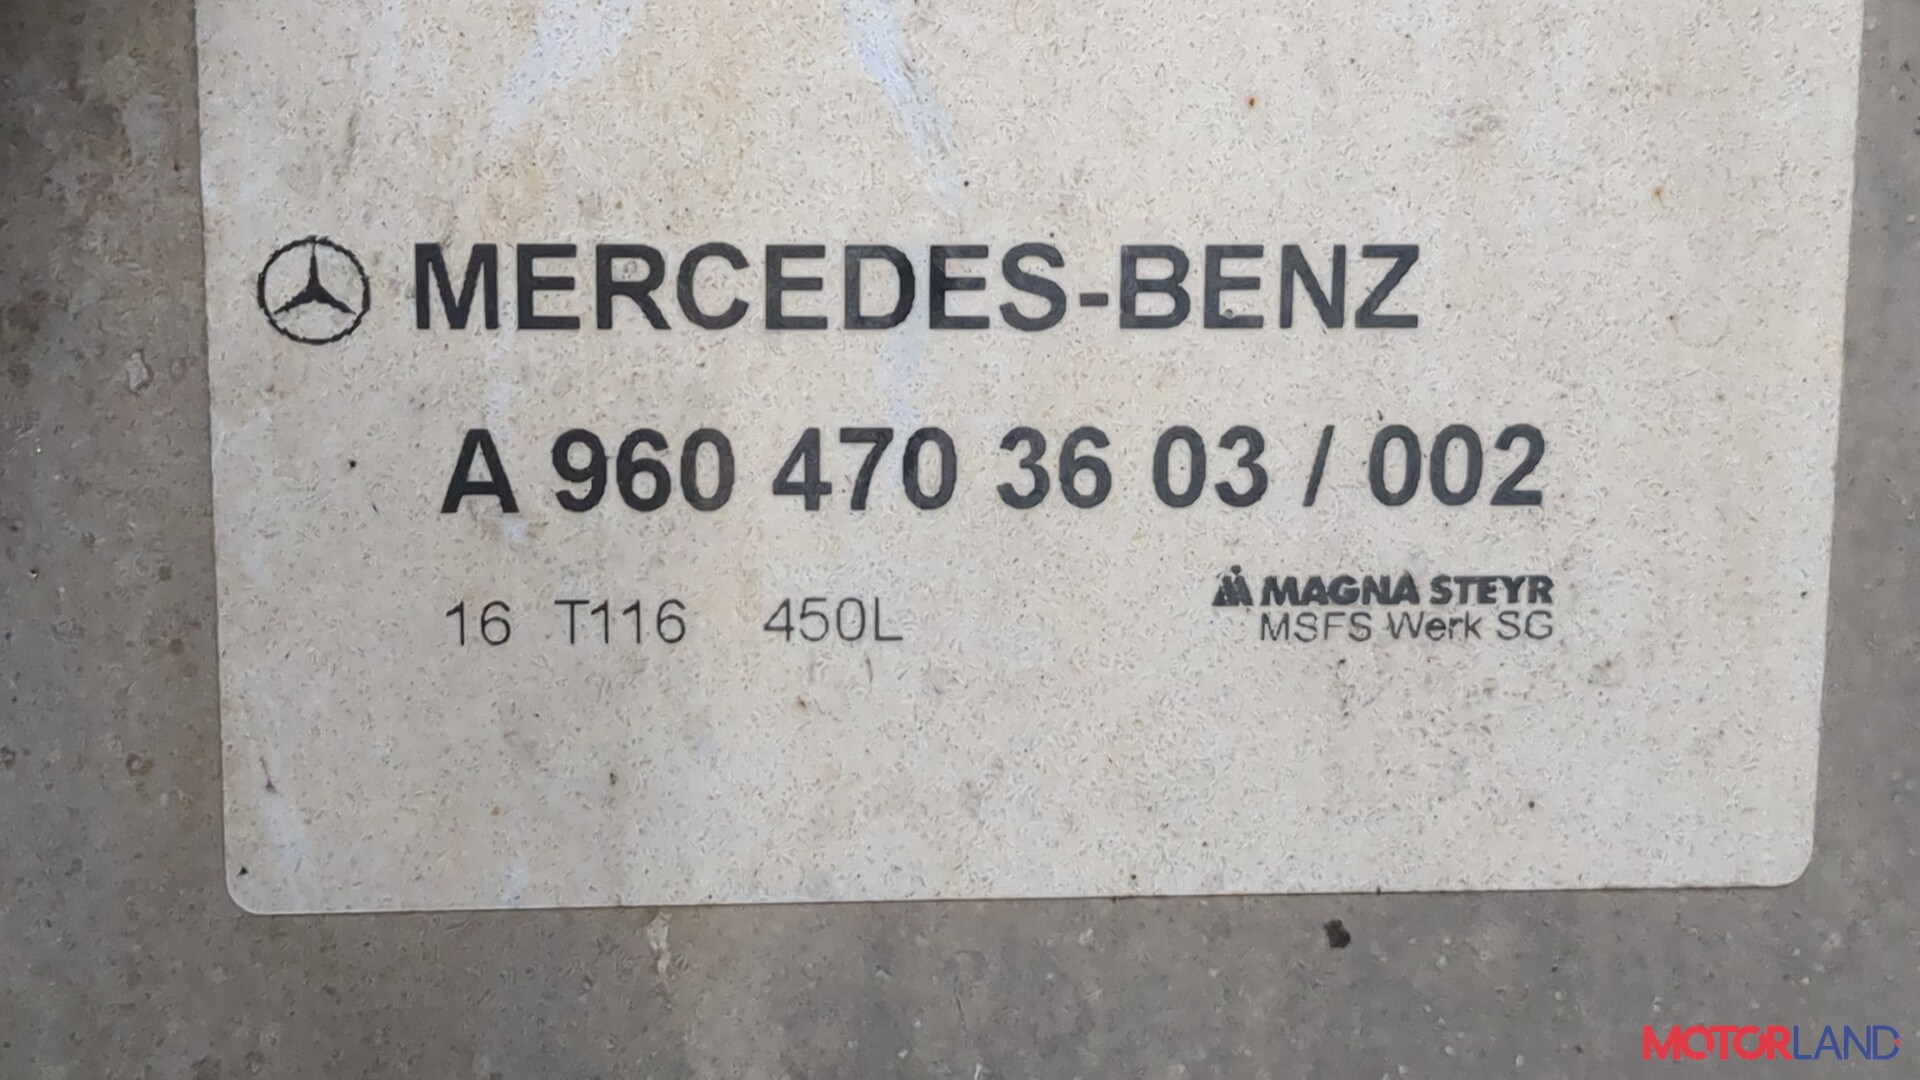 MERCEDES-BENZ
A 960 470 36 03 / 002
16 T116 450L
MAGNA STEYR
MSFS Werk SG
MOTORLAND